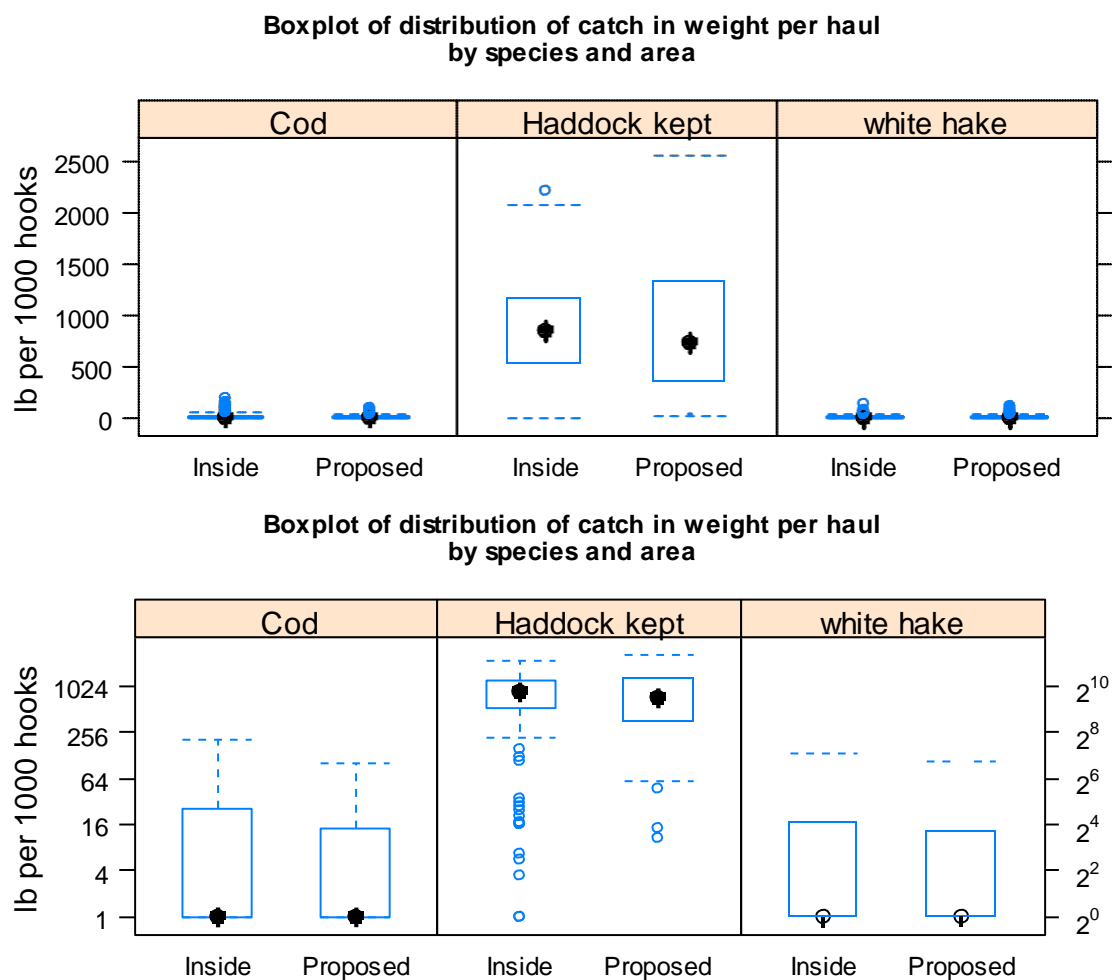 Boxplot of distribution of catch in weight per haul
by species and area
Cod Haddock kept white hake
lb per 1000 hooks
2500
2000
1500
1000
500
0
Inside Proposed Inside Proposed Inside Proposed
Boxplot of distribution of catch in weight per haul
by species and area
Cod Haddock kept white hake
lb per 1000 hooks
1024 2^10
256 2^8
64 2^6
16 2^4
4 2^2
1 2^0
Inside Proposed Inside Proposed Inside Proposed